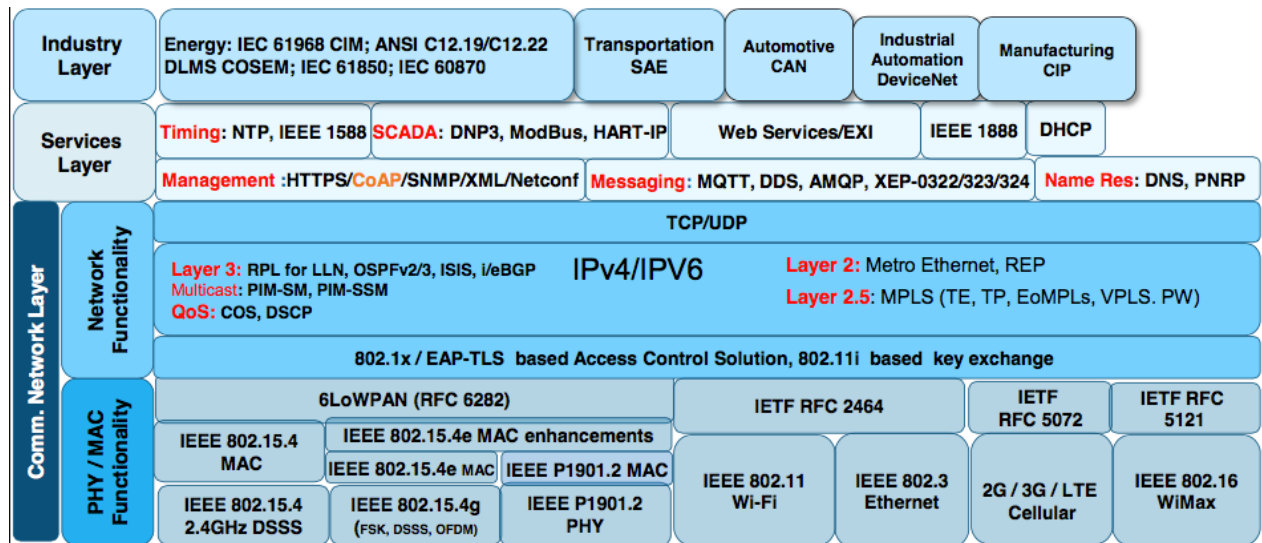 Industry
Layer
Energy: IEC 61968 CIM; ANSI C12.19/C12.22
DLMS COSEM; IEC 61850; IEC 60870
Transportation
SAE
Automotive
CAN
Industrial
Automation
DeviceNet
Manufacturing
CIP
Services
Layer
Timing: NTP, IEEE 1588
SCADA: DNP3, ModBus, HART-IP
Web Services/EXI
IEEE 1888
DHCP
Management :HTTPS/CoAP/SNMP/XML/Netconf
Messaging: MQTT, DDS, AMQP, XEP-0322/323/324
Name Res: DNS, PNRP
Comm. Network Layer
Network
Functionality
TCP/UDP
Layer 3: RPL for LLN, OSPFv2/3, ISIS, i/eBGP
Multicast: PIM-SM, PIM-SSM
QoS: COS, DSCP
IPv4/IPV6
Layer 2: Metro Ethernet, REP
Layer 2.5: MPLS (TE, TP, EoMPLs, VPLS. PW)
802.1x / EAP-TLS based Access Control Solution, 802.11i based key exchange
PHY / MAC
Functionality
6LoWPAN (RFC 6282)
IETF RFC 2464
IETF
RFC 5072
IETF RFC
5121
IEEE 802.15.4
MAC
IEEE 802.15.4e MAC enhancements
IEEE 802.15.4e MAC
IEEE P1901.2 MAC
IEEE 802.15.4
2.4GHz DSSS
IEEE 802.15.4g
(FSK, DSSS, OFDM)
IEEE P1901.2
PHY
IEEE 802.11
Wi-Fi
IEEE 802.3
Ethernet
2G / 3G / LTE
Cellular
IEEE 802.16
WiMax